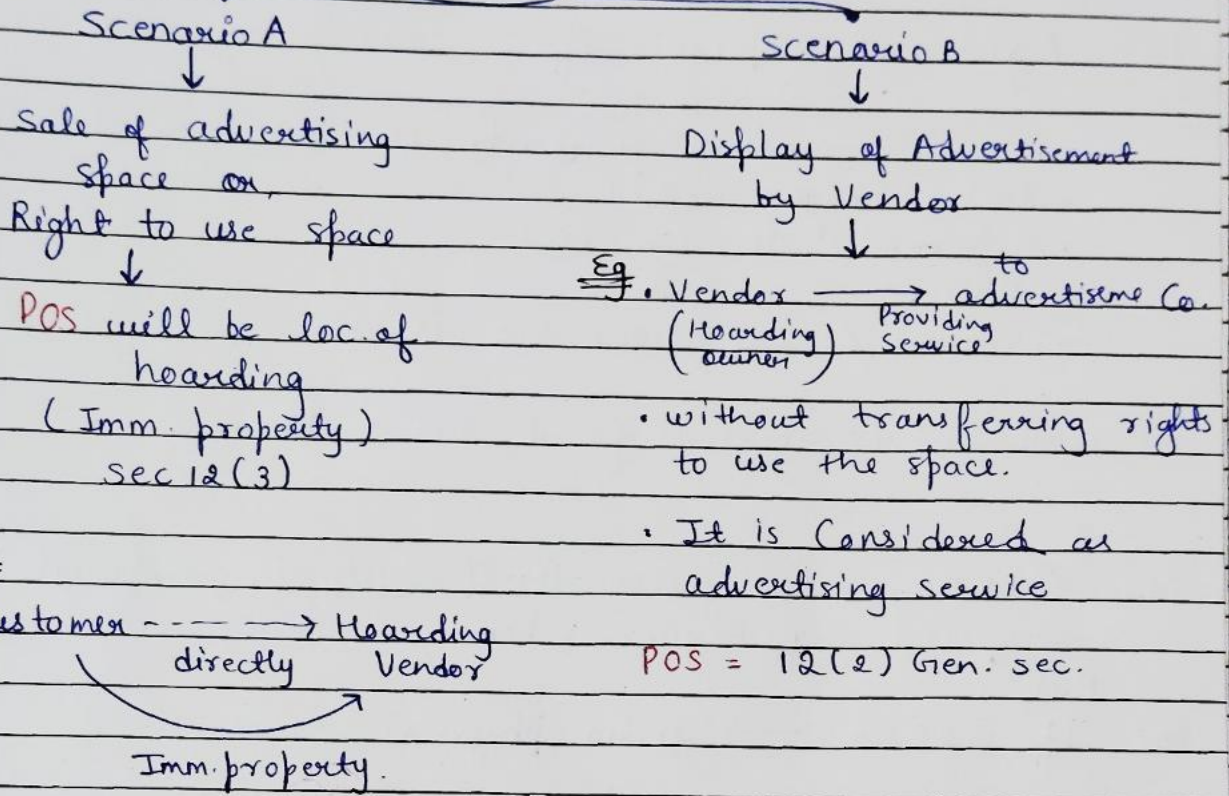 Scenario A
↓
Sale of advertising
space or,
Right to use space
↓
POS will be loc. of
hoarding
(Imm. property)
Sec 12(3)
ustomer ----→ Hoarding
directly Vendor
Imm. property.
Scenario B
↓
Display of Advertisement
by Vendor
↓
Eg. Vendor → to advertiseme Co.
(Hoarding owner) Providing Service
• without transferring rights
to use the space.
• It is Considered as
advertising service
POS = 12(2) Gen. sec.